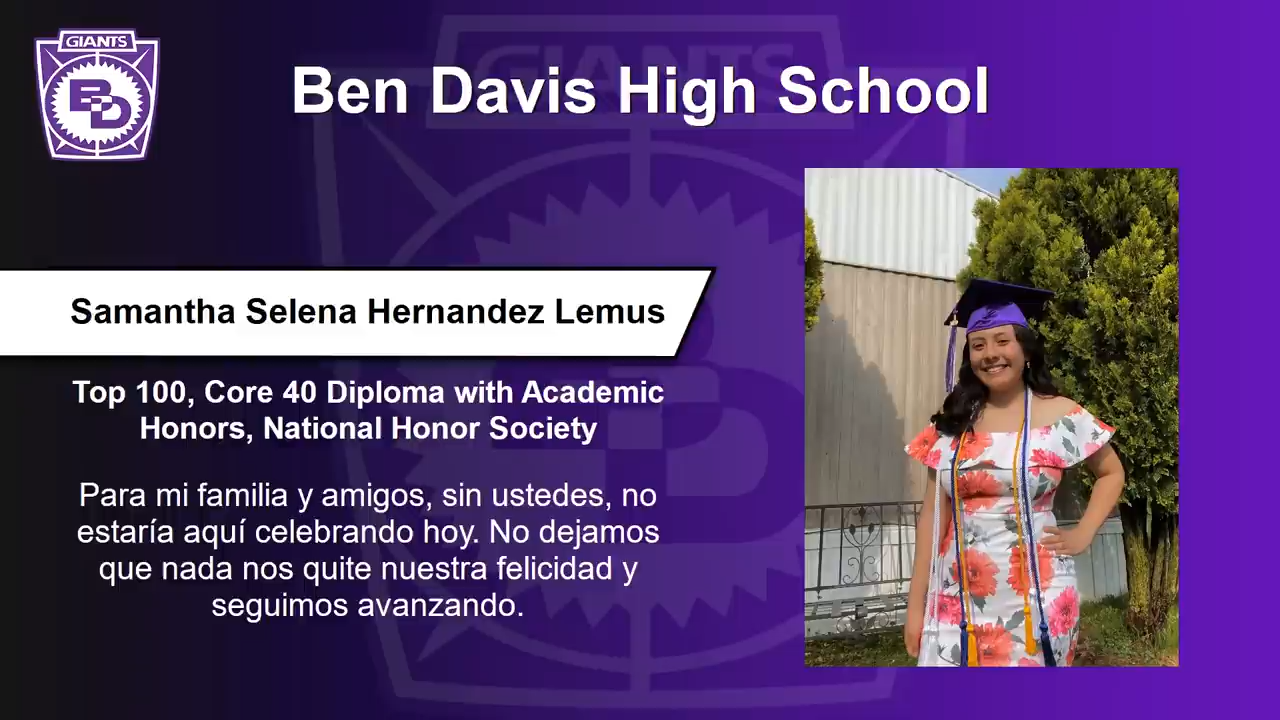 GIANTS
BD
GIANTS
Ben Davis High School
Samantha Selena Hernandez Lemus
Top 100, Core 40 Diploma with Academic
Honors, National Honor Society
Para mi familia y amigos, sin ustedes, no
estaría aquí celebrando hoy. No dejamos
que nada nos quite nuestra felicidad y
seguimos avanzando.